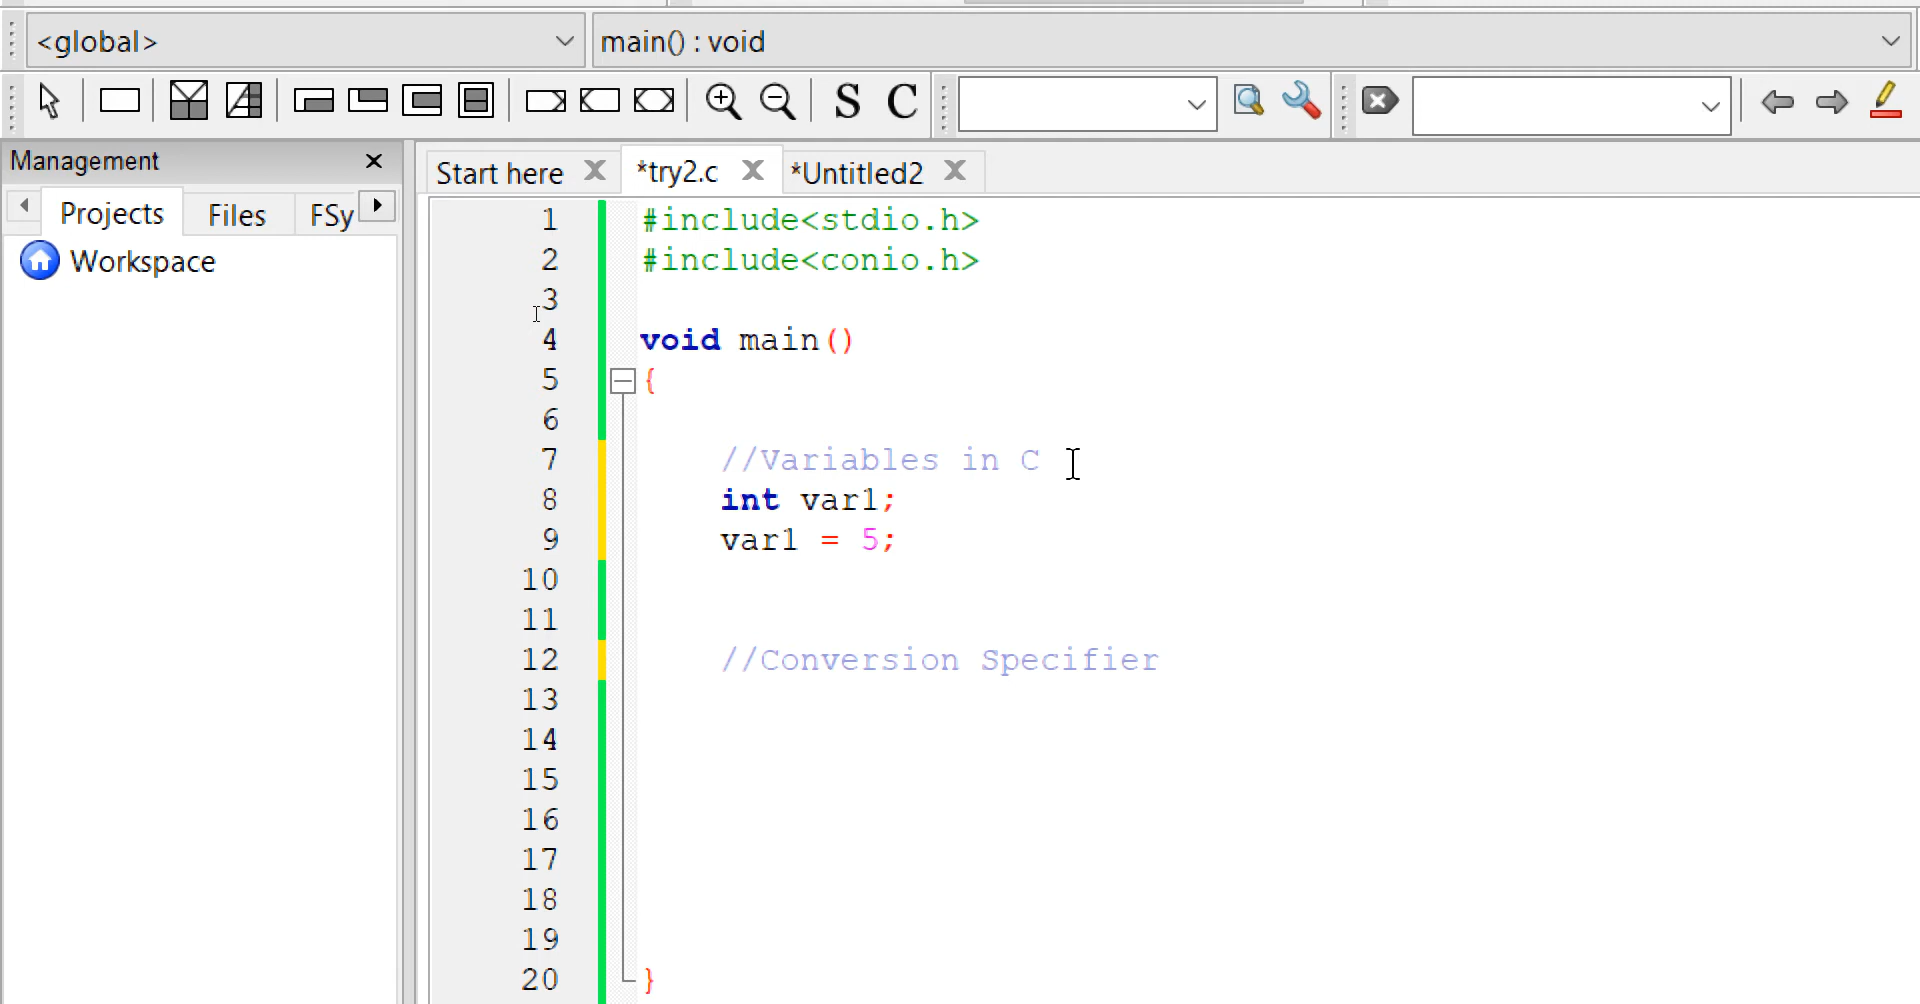 <global> main() : void
S C
Management
Projects Files FSy
Workspace
Start here *try2.c *Untitled2
1 #include<stdio.h>
2 #include<conio.h>
3
4 void main()
5 {
6
7 //Variables in C
8 int var1;
9 var1 = 5;
10
11
12 //Conversion Specifier
13
14
15
16
17
18
19
20 }